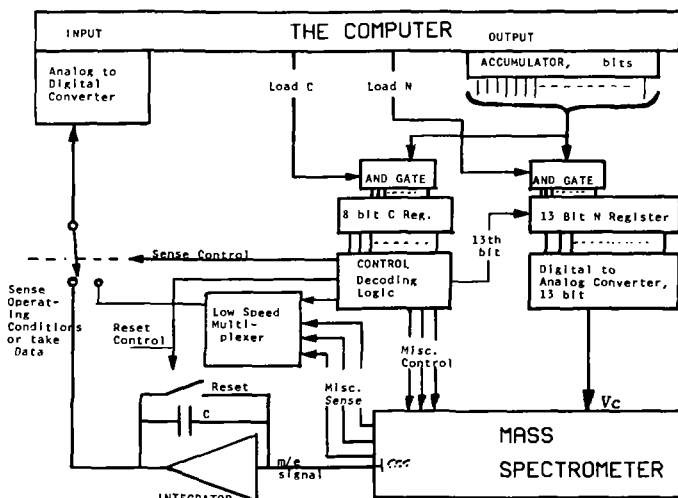 THE COMPUTER
INPUT
OUTPUT
Analog to
Digital
Converter
ACCUMULATOR, bits
Load C
Load N
AND GATE
AND GATE
8 bit C Reg.
13 Bit N Register
13th
bit
Sense Control
CONTROL
Decoding
Logic
Digital to
Analog Converter,
13 bit
Sense
Operat-
ing
Conditions
or take
Data
Reset
Control
Low Speed
Multi-
plexer
Misc.
Control
Misc.
Sense
Reset
C
Vc
m/e
signal
MASS
SPECTROMETER
INTEGRATOR